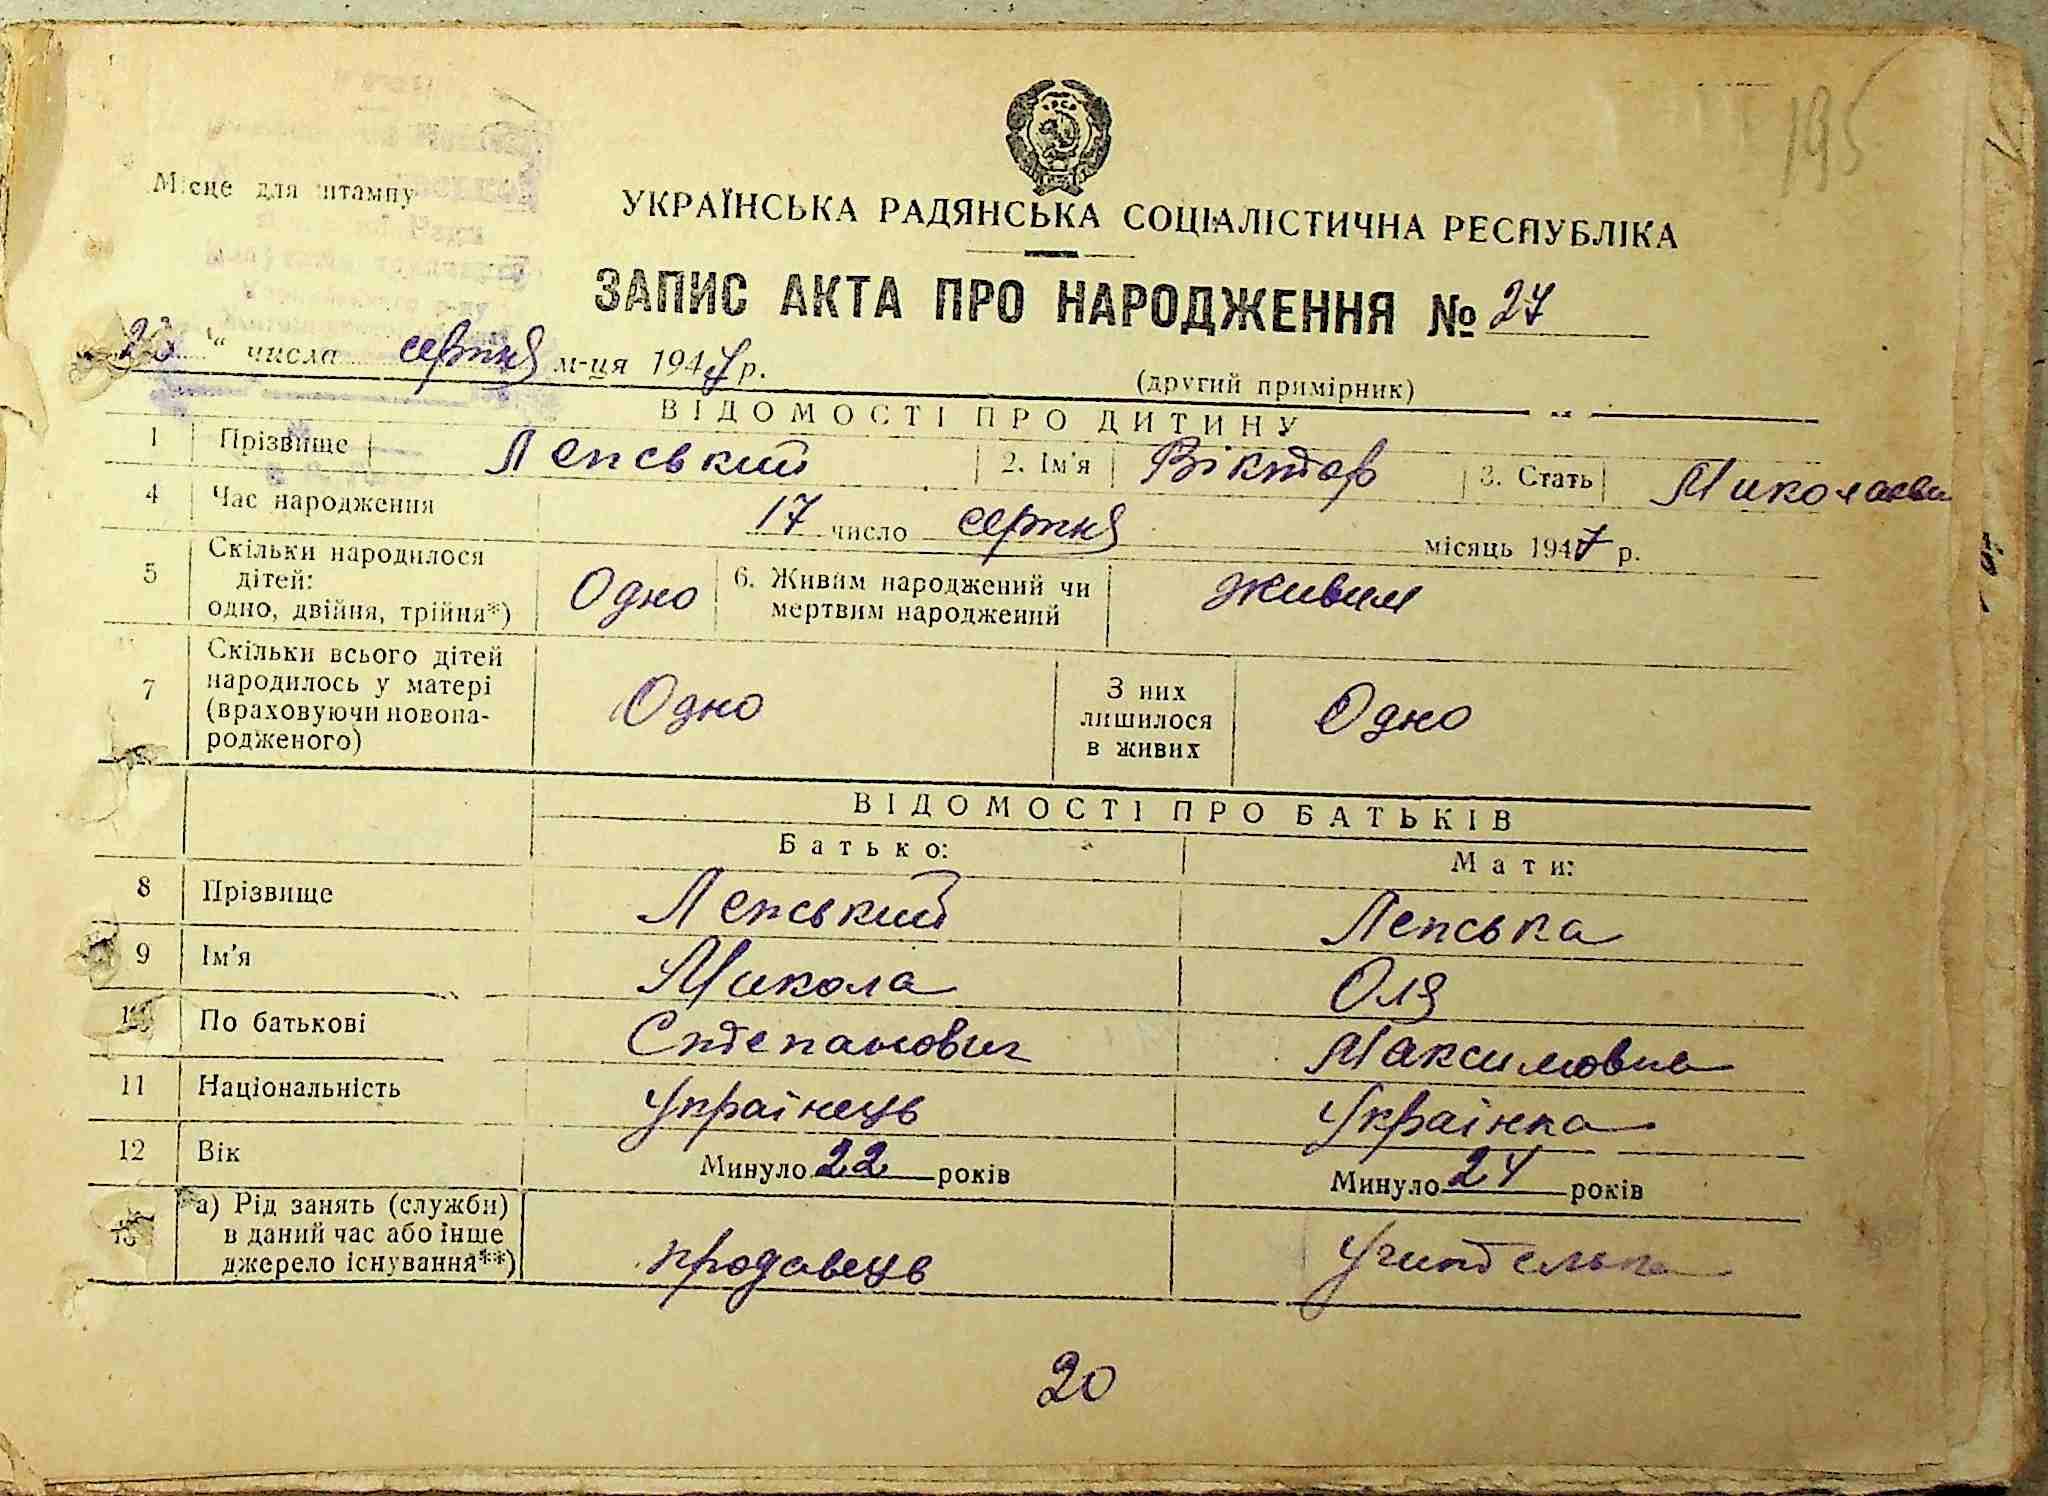 195
УРСР
Місце для штампу
УКРАЇНСЬКА РАДЯНСЬКА СОЦІАЛІСТИЧНА РЕСПУБЛІКА
ЗАПИС АКТА ПРО НАРОДЖЕННЯ № 27
числа серпня м-ця 1947 р.
(другий примірник)
ВІДОМОСТІ ПРО ДИТИНУ
1 Прізвище Лепський 2. Ім'я Віктор 3. Стать Миколаєви
4 Час народження 17 число серпня місяць 1947 р.
5 Скільки народилося дітей: одно, двійня, трійня*) Одно 6. Живим народжений чи мертвим народжений живим
7 Скільки всього дітей народилось у матері (враховуючи новонародженого) Одно З них лишилося в живих Одно
ВІДОМОСТІ ПРО БАТЬКІВ
Батько: Мати:
8 Прізвище Лепський Лепська
9 Ім'я Микола Оля
10 По батькові Степанович Максимовна
11 Національність Українець Українка
12 Вік Минуло 22 років Минуло 24 років
13 а) Рід занять (служби) в даний час або інше джерело існування**) продавець Учителька
20